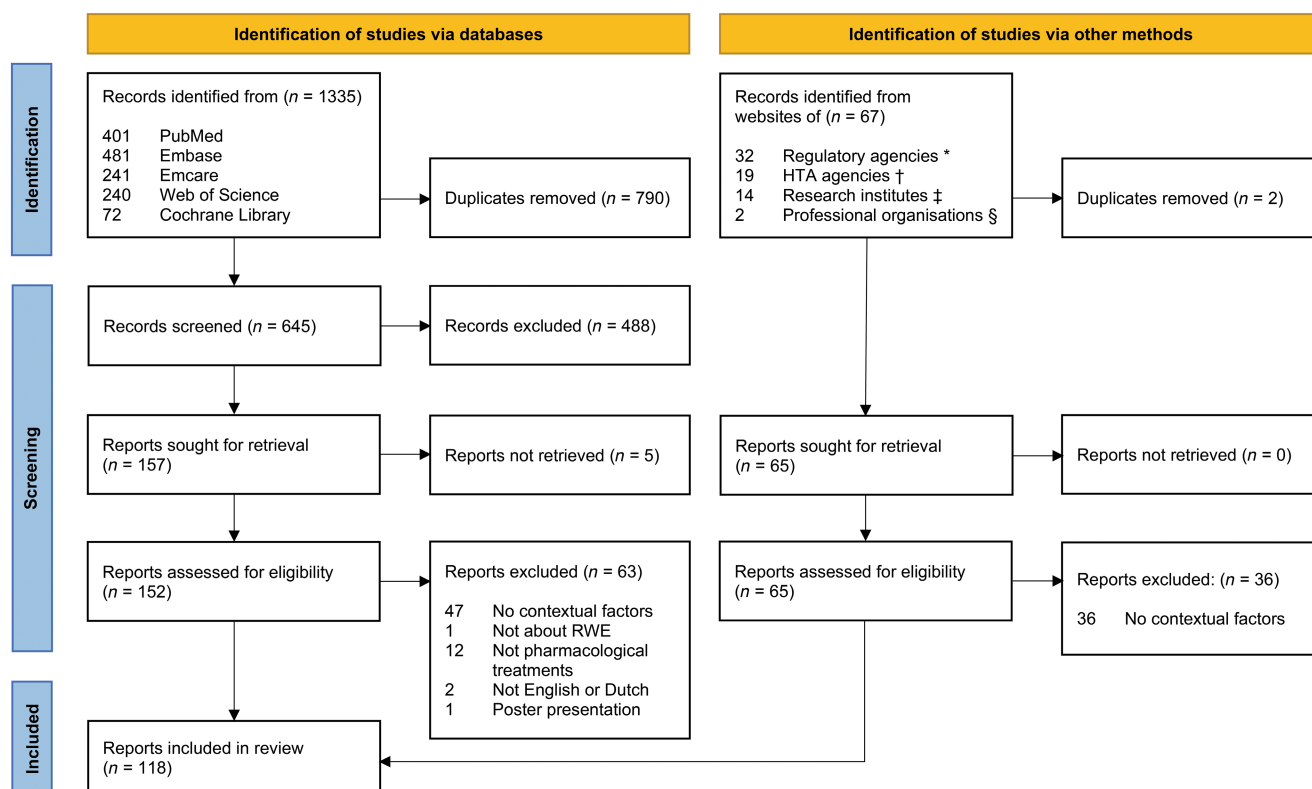 Identification of studies via databases
Identification of studies via other methods
Identification
Records identified from (n = 1335)
401 PubMed
481 Embase
241 Emcare
240 Web of Science
72 Cochrane Library
Duplicates removed (n = 790)
Records identified from
websites of (n = 67)
32 Regulatory agencies *
19 HTA agencies †
14 Research institutes ‡
2 Professional organisations §
Duplicates removed (n = 2)
Screening
Records screened (n = 645)
Records excluded (n = 488)
Reports sought for retrieval
(n = 157)
Reports not retrieved (n = 5)
Reports sought for retrieval
(n = 65)
Reports not retrieved (n = 0)
Reports assessed for eligibility
(n = 152)
Reports excluded (n = 63)
47 No contextual factors
1 Not about RWE
12 Not pharmacological
treatments
2 Not English or Dutch
1 Poster presentation
Reports assessed for eligibility
(n = 65)
Reports excluded: (n = 36)
36 No contextual factors
Included
Reports included in review
(n = 118)